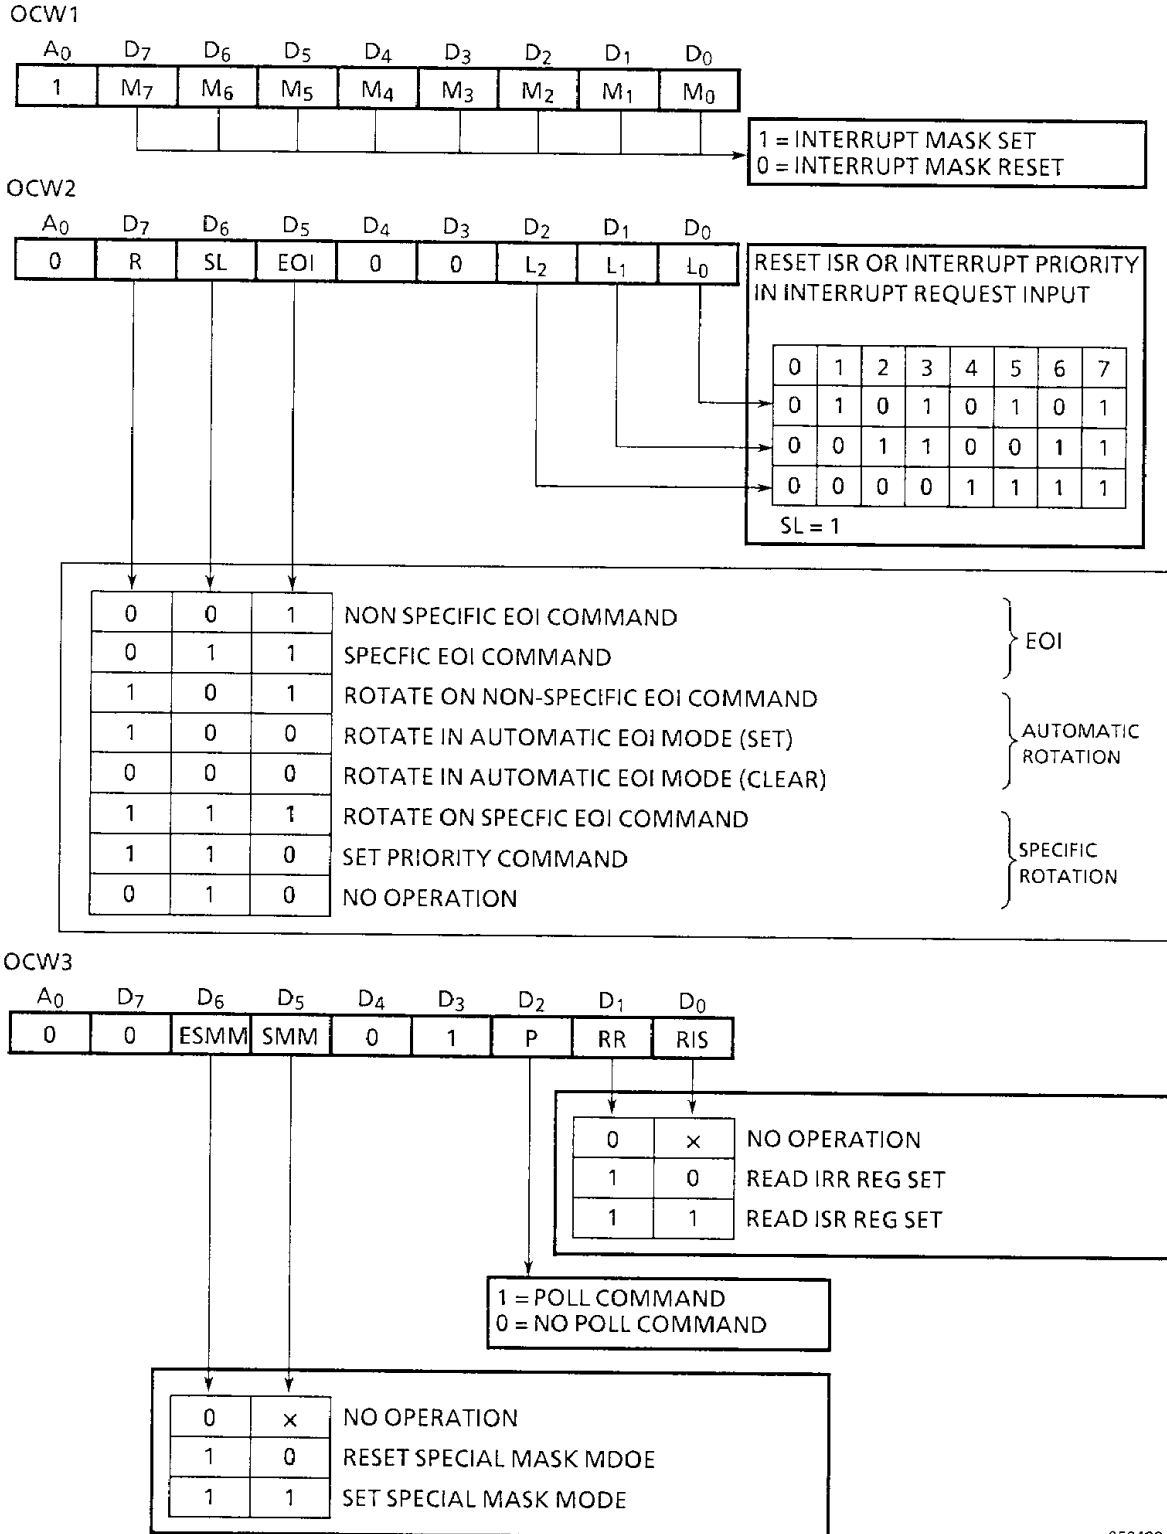 OCW1
A0 D7 D6 D5 D4 D3 D2 D1 D0
1 M7 M6 M5 M4 M3 M2 M1 M0
1 = INTERRUPT MASK SET
0 = INTERRUPT MASK RESET
OCW2
A0 D7 D6 D5 D4 D3 D2 D1 D0
0 R SL EOI 0 0 L2 L1 L0
RESET ISR OR INTERRUPT PRIORITY
IN INTERRUPT REQUEST INPUT
0 1 2 3 4 5 6 7
0 1 0 1 0 1 0 1
0 0 1 1 0 0 1 1
0 0 0 0 1 1 1 1
SL = 1
0 0 1 NON SPECIFIC EOI COMMAND
0 1 1 SPECFIC EOI COMMAND
EOI
1 0 1 ROTATE ON NON-SPECIFIC EOI COMMAND
1 0 0 ROTATE IN AUTOMATIC EOI MODE (SET)
0 0 0 ROTATE IN AUTOMATIC EOI MODE (CLEAR)
AUTOMATIC
ROTATION
1 1 1 ROTATE ON SPECFIC EOI COMMAND
1 1 0 SET PRIORITY COMMAND
0 1 0 NO OPERATION
SPECIFIC
ROTATION
OCW3
A0 D7 D6 D5 D4 D3 D2 D1 D0
0 0 ESMM SMM 0 1 P RR RIS
0 × NO OPERATION
1 0 READ IRR REG SET
1 1 READ ISR REG SET
1 = POLL COMMAND
0 = NO POLL COMMAND
0 × NO OPERATION
1 0 RESET SPECIAL MASK MDOE
1 1 SET SPECIAL MASK MODE